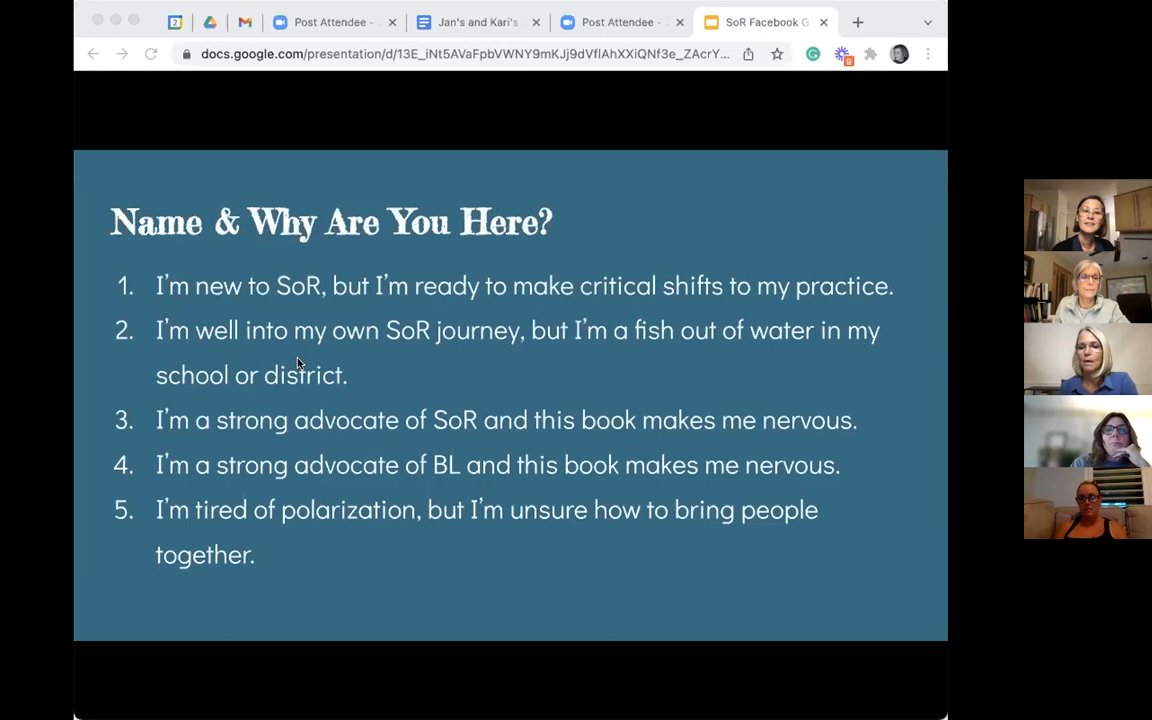 2
Post Attendee -
Jan's and Kari's
Post Attendee -
SoR Facebook G
docs.google.com/presentation/d/13E_iNt5AVaFpbVWNY9mKJj9dVflAhXXiQNf3e_ZAcrY...
9
Name & Why Are You Here?
1. I'm new to SoR, but I'm ready to make critical shifts to my practice.
2. I'm well into my own SoR journey, but I'm a fish out of water in my
school or district.
3. I'm a strong advocate of SoR and this book makes me nervous.
4. I'm a strong advocate of BL and this book makes me nervous.
5. I'm tired of polarization, but I'm unsure how to bring people
together.